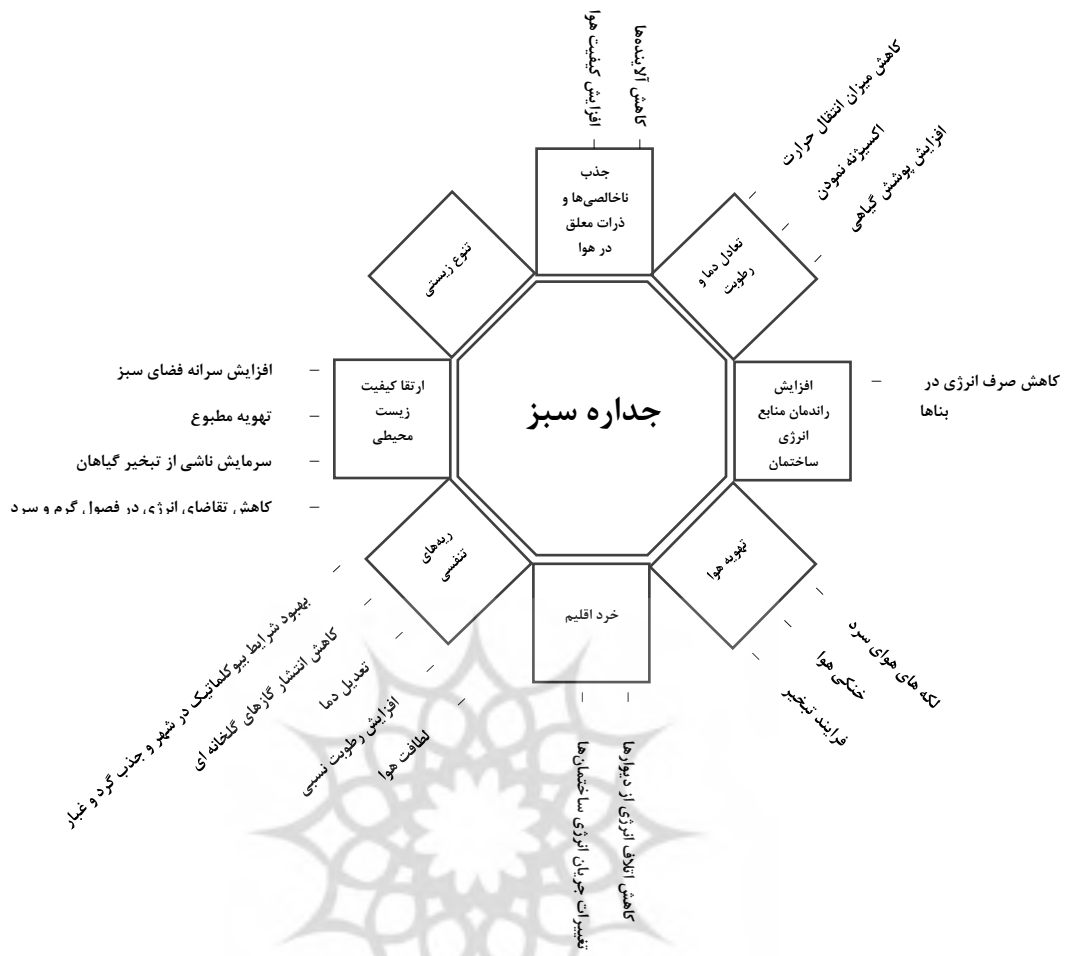 جداره سبز
افزایش کیفیت هوا
کاهش آلاینده‌ها
جذب
ناخالصی‌ها و
ذرات معلق
در هوا
کاهش میزان انتقال حرارت
اکسیژنه نمودن
افزایش پوشش گیاهی
تعادل دما و
رطوبت
افزایش
راندمان منابع
انرژی
ساختمان
کاهش صرف انرژی در
بناها
تهویه هوا
لکه های هوای سرد
خنکی هوا
فرایند تبخیر
خرد اقلیم
کاهش اتلاف انرژی از دیوارها
تغییرات جریان انرژی ساختمان‌ها
ریه‌های
تنفسی
بهبود شرایط بیوکلماتیک در شهر و جذب گرد و غبار
کاهش انتشار گازهای گلخانه ای
تعدیل دما
افزایش رطوبت نسبی
لطافت هوا
ارتقا کیفیت
زیست
محیطی
افزایش سرانه فضای سبز
تهویه مطبوع
سرمایش ناشی از تبخیر گیاهان
کاهش تقاضای انرژی در فصول گرم و سرد
تنوع زیستی